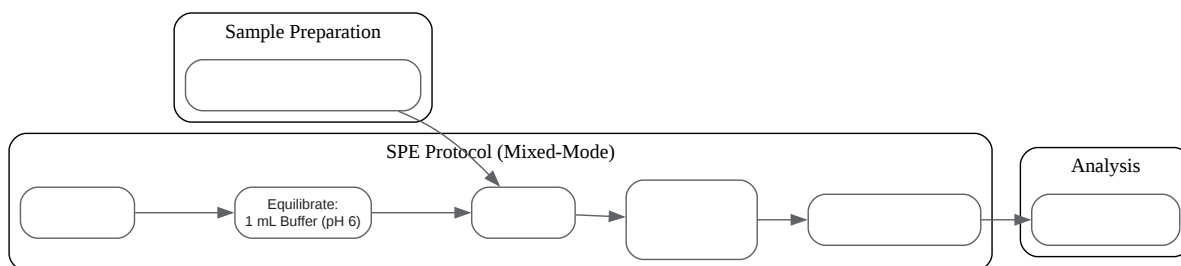 Sample Preparation
SPE Protocol (Mixed-Mode)
Analysis
Equilibrate:
1 mL Buffer (pH 6)